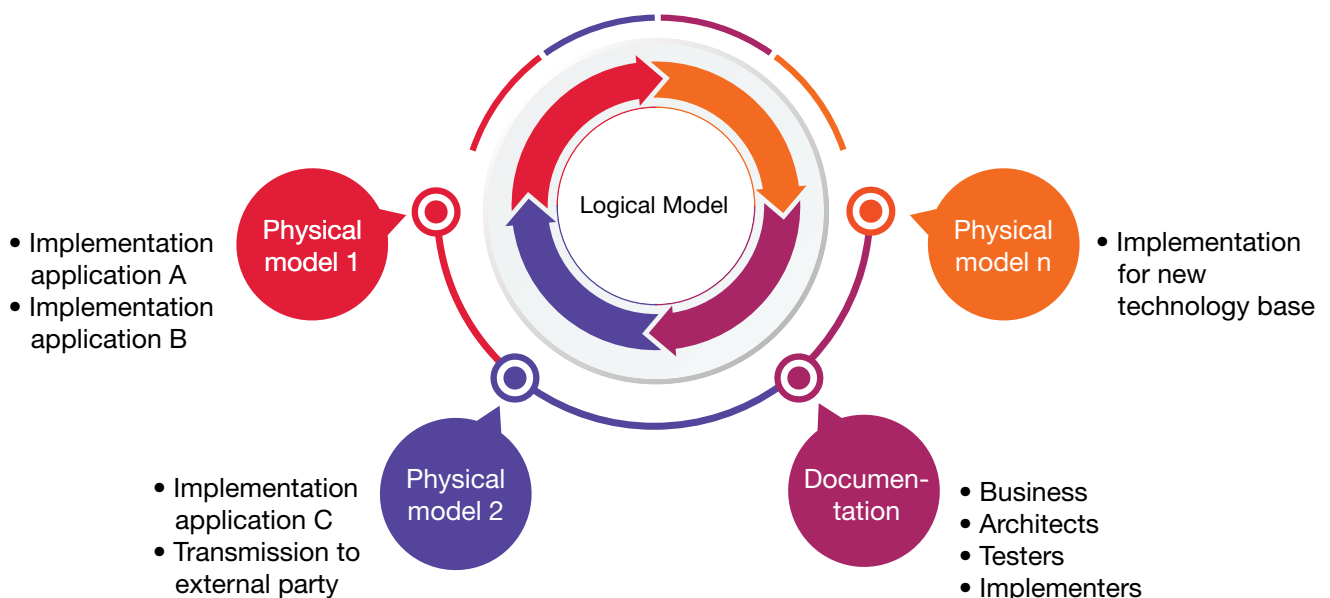 Logical Model
Physical
model 1
• Implementation
application A
• Implementation
application B
Physical
model n
• Implementation
for new
technology base
Physical
model 2
• Implementation
application C
• Transmission to
external party
Documen-
tation
• Business
• Architects
• Testers
• Implementers